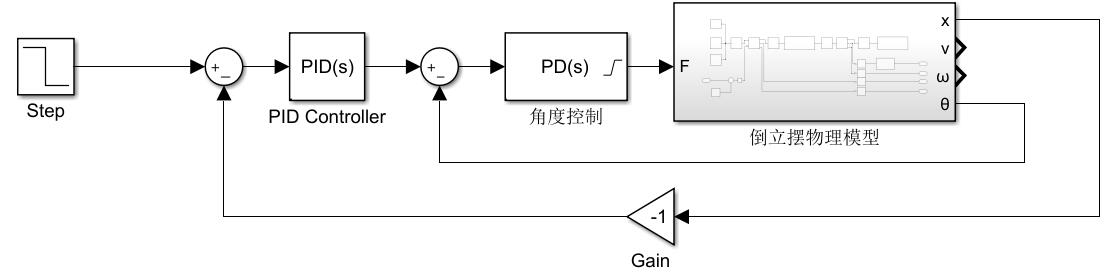 Step
+
−
PID(s)
PID Controller
+
−
PD(s)
角度控制
F
x
v
ω
θ
倒立摆物理模型
-1
Gain